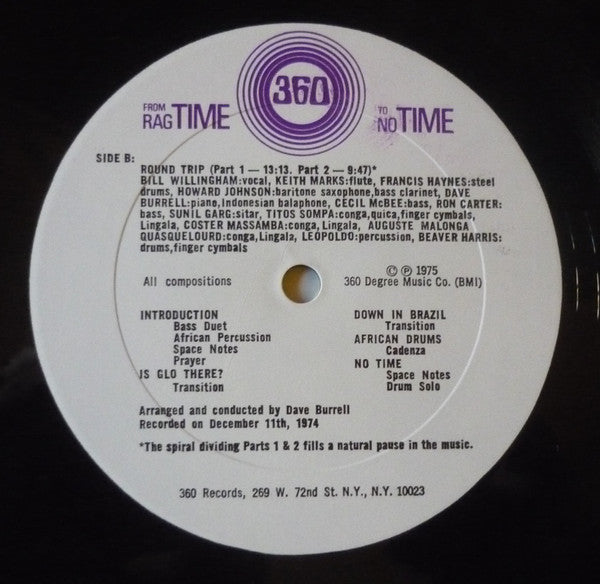 360
FROM RAGTIME
TO NOTIME
SIDE B:
ROUND TRIP (Part 1 — 13:13. Part 2 — 9:47)*
BILL WILLINGHAM:vocal, KEITH MARKS:flute, FRANCIS HAYNES:steel
drums, HOWARD JOHNSON:baritone saxophone,bass clarinet, DAVE
BURRELL:piano,Indonesian balaphone, CECIL McBEE:bass, RON CARTER:
bass, SUNIL GARG:sitar, TITOS SOMPA:conga,quica,finger cymbals,
Lingala, COSTER MASSAMBA:conga,Lingala, AUGUSTE MALONGA
QUASQUELOURD:conga,Lingala, LEOPOLDO:percussion, BEAVER HARRIS:
drums,finger cymbals
All compositions
© ℗ 1975
360 Degree Music Co. (BMI)
INTRODUCTION
Bass Duet
African Percussion
Space Notes
Prayer
IS GLO THERE?
Transition
DOWN IN BRAZIL
Transition
AFRICAN DRUMS
Cadenza
NO TIME
Space Notes
Drum Solo
Arranged and conducted by Dave Burrell
Recorded on December 11th, 1974
*The spiral dividing Parts 1 & 2 fills a natural pause in the music.
360 Records, 269 W. 72nd St. N.Y., N.Y. 10023